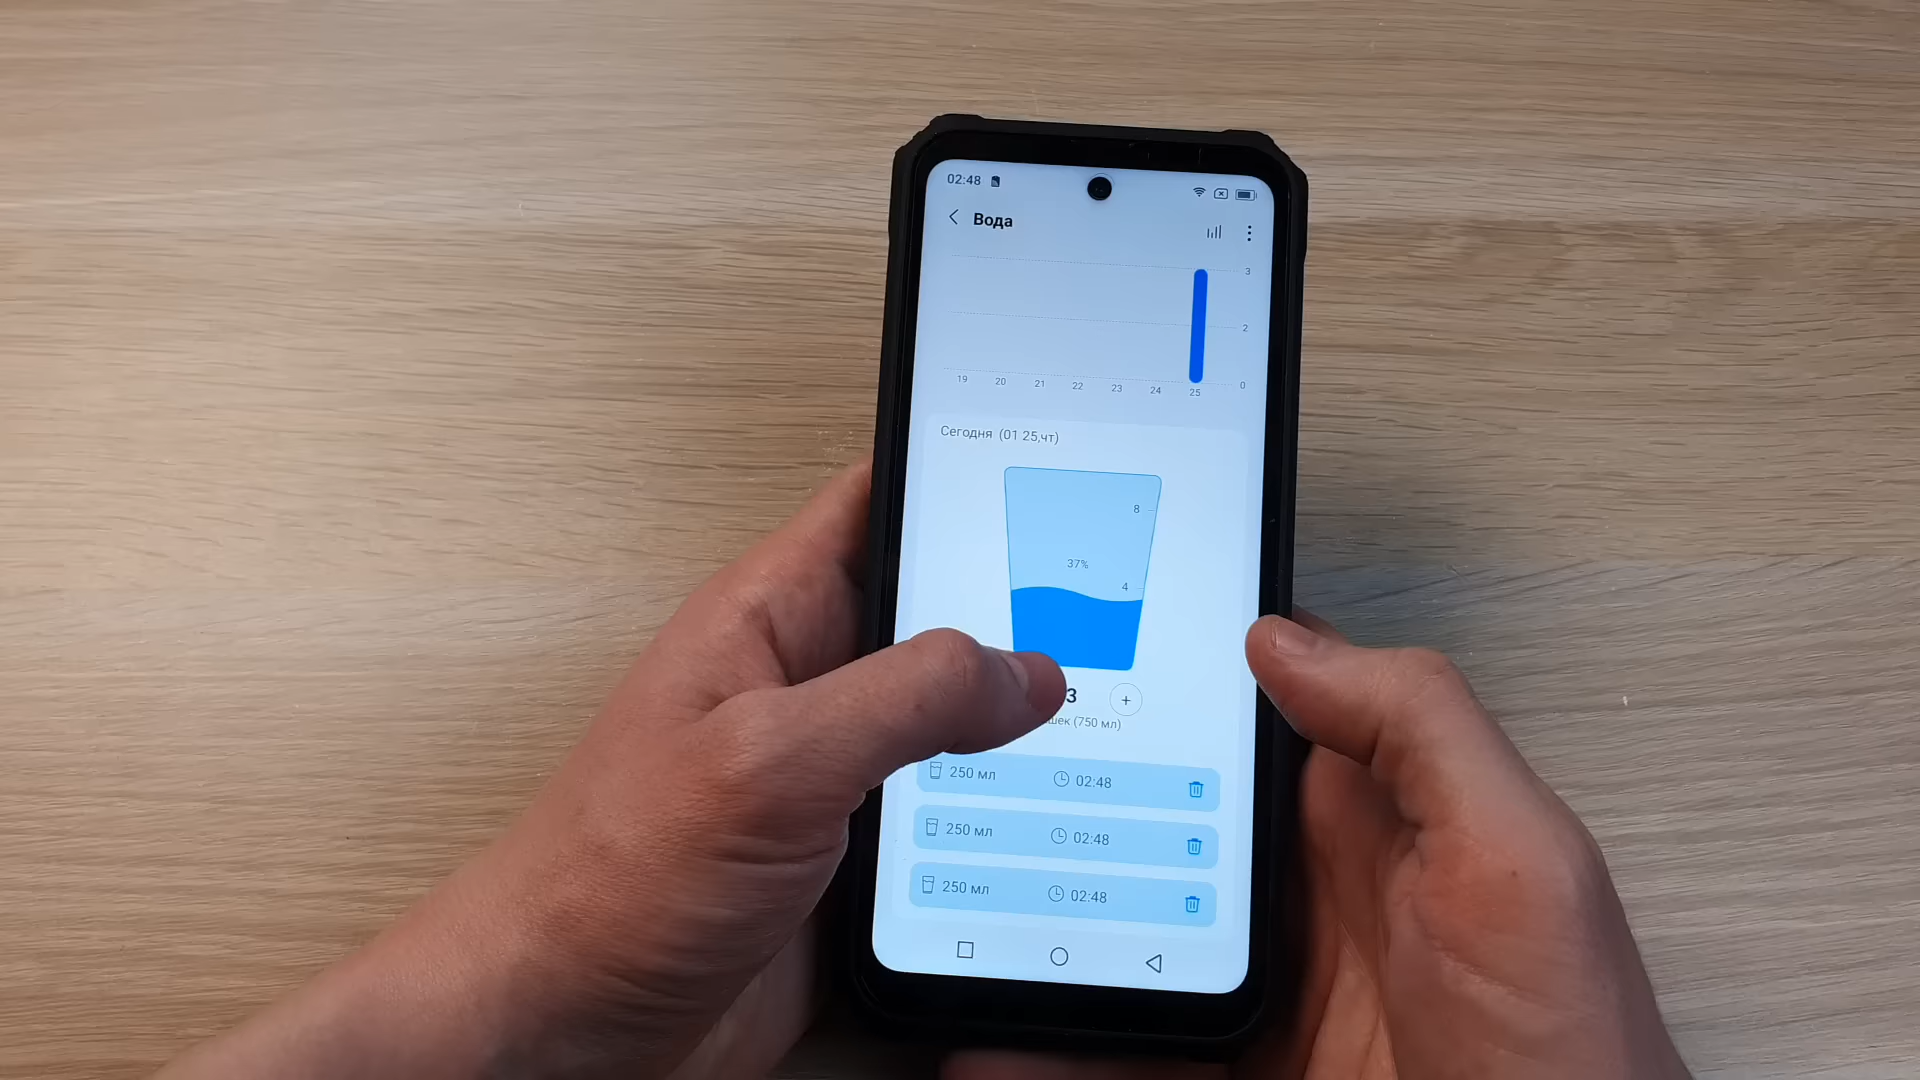 02:48
Вода
3
2
0
19 20 21 22 23 24 25
Сегодня (01 25,чт)
8
37%
4
3 +
(750 мл)
250 мл 02:48
250 мл 02:48
250 мл 02:48